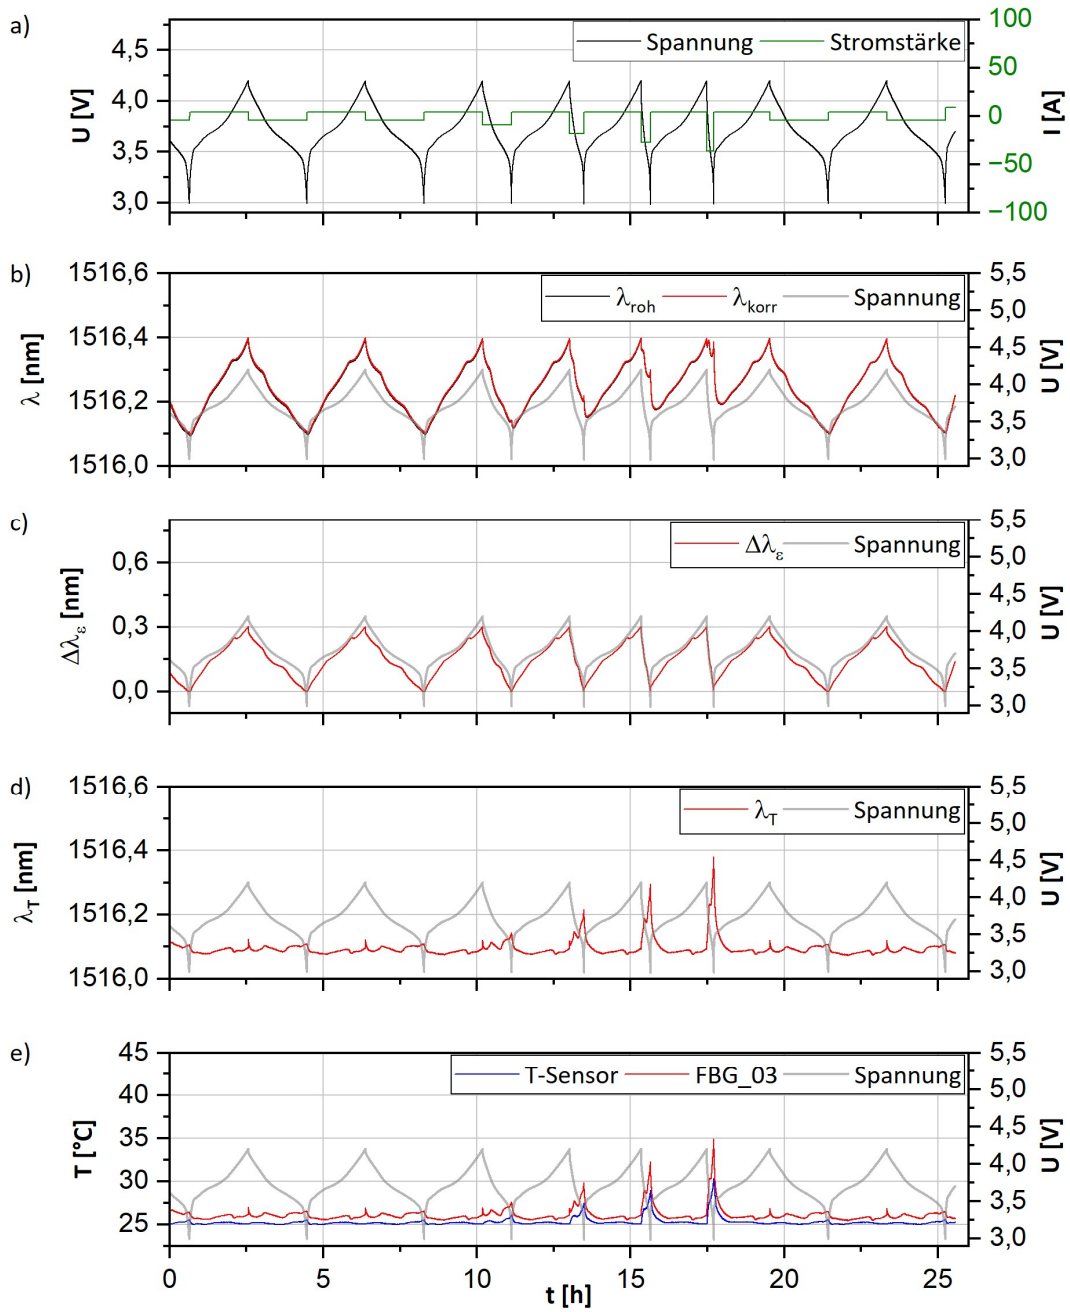 a)
4,5
4,0
3,5
3,0
U [V]
Spannung Stromstärke
100
50
0
−50
−100
I [A]
b)
1516,6
1516,4
1516,2
1516,0
λ [nm]
λroh λkorr Spannung
5,5
5,0
4,5
4,0
3,5
3,0
U [V]
c)
0,6
0,3
0,0
Δλε [nm]
Δλε Spannung
5,5
5,0
4,5
4,0
3,5
3,0
U [V]
d)
1516,6
1516,4
1516,2
1516,0
λT [nm]
λT Spannung
5,5
5,0
4,5
4,0
3,5
3,0
U [V]
e)
45
40
35
30
25
T [°C]
T-Sensor FBG_03 Spannung
5,5
5,0
4,5
4,0
3,5
3,0
U [V]
0 5 10 15 20 25
t [h]